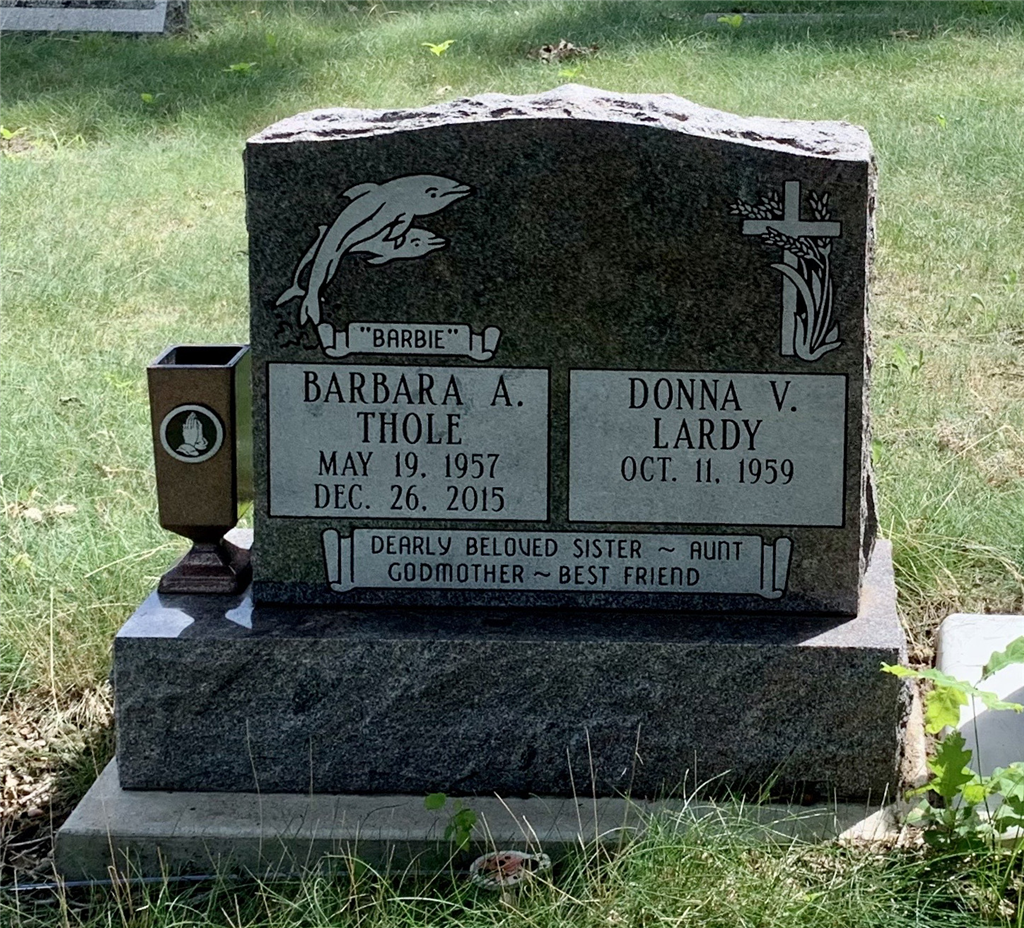 "BARBIE"
BARBARA A.
THOLE
MAY 19, 1957
DEC. 26, 2015
DONNA V.
LARDY
OCT. 11, 1959
DEARLY BELOVED SISTER ~ AUNT
GODMOTHER ~ BEST FRIEND